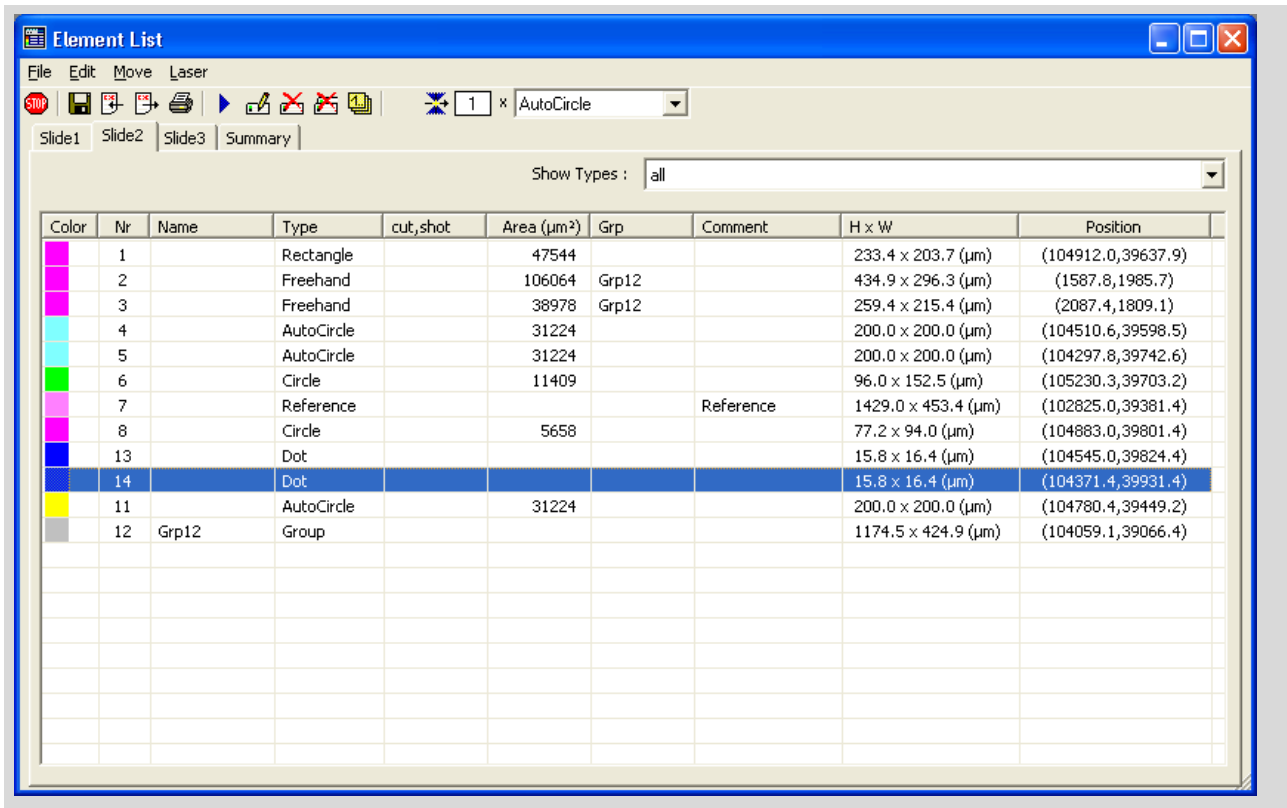 Element List
File Edit Move Laser
STOP 1 × AutoCircle
Slide1 Slide2 Slide3 Summary
Show Types : all
Color Nr Name Type cut,shot Area (µm²) Grp Comment H x W Position
1 Rectangle 47544 233.4 x 203.7 (µm) (104912.0,39637.9)
2 Freehand 106064 Grp12 434.9 x 296.3 (µm) (1587.8,1985.7)
3 Freehand 38978 Grp12 259.4 x 215.4 (µm) (2087.4,1809.1)
4 AutoCircle 31224 200.0 x 200.0 (µm) (104510.6,39598.5)
5 AutoCircle 31224 200.0 x 200.0 (µm) (104297.8,39742.6)
6 Circle 11409 96.0 x 152.5 (µm) (105230.3,39703.2)
7 Reference Reference 1429.0 x 453.4 (µm) (102825.0,39381.4)
8 Circle 5658 77.2 x 94.0 (µm) (104883.0,39801.4)
13 Dot 15.8 x 16.4 (µm) (104545.0,39824.4)
14 Dot 15.8 x 16.4 (µm) (104371.4,39931.4)
11 AutoCircle 31224 200.0 x 200.0 (µm) (104780.4,39449.2)
12 Grp12 Group 1174.5 x 424.9 (µm) (104059.1,39066.4)